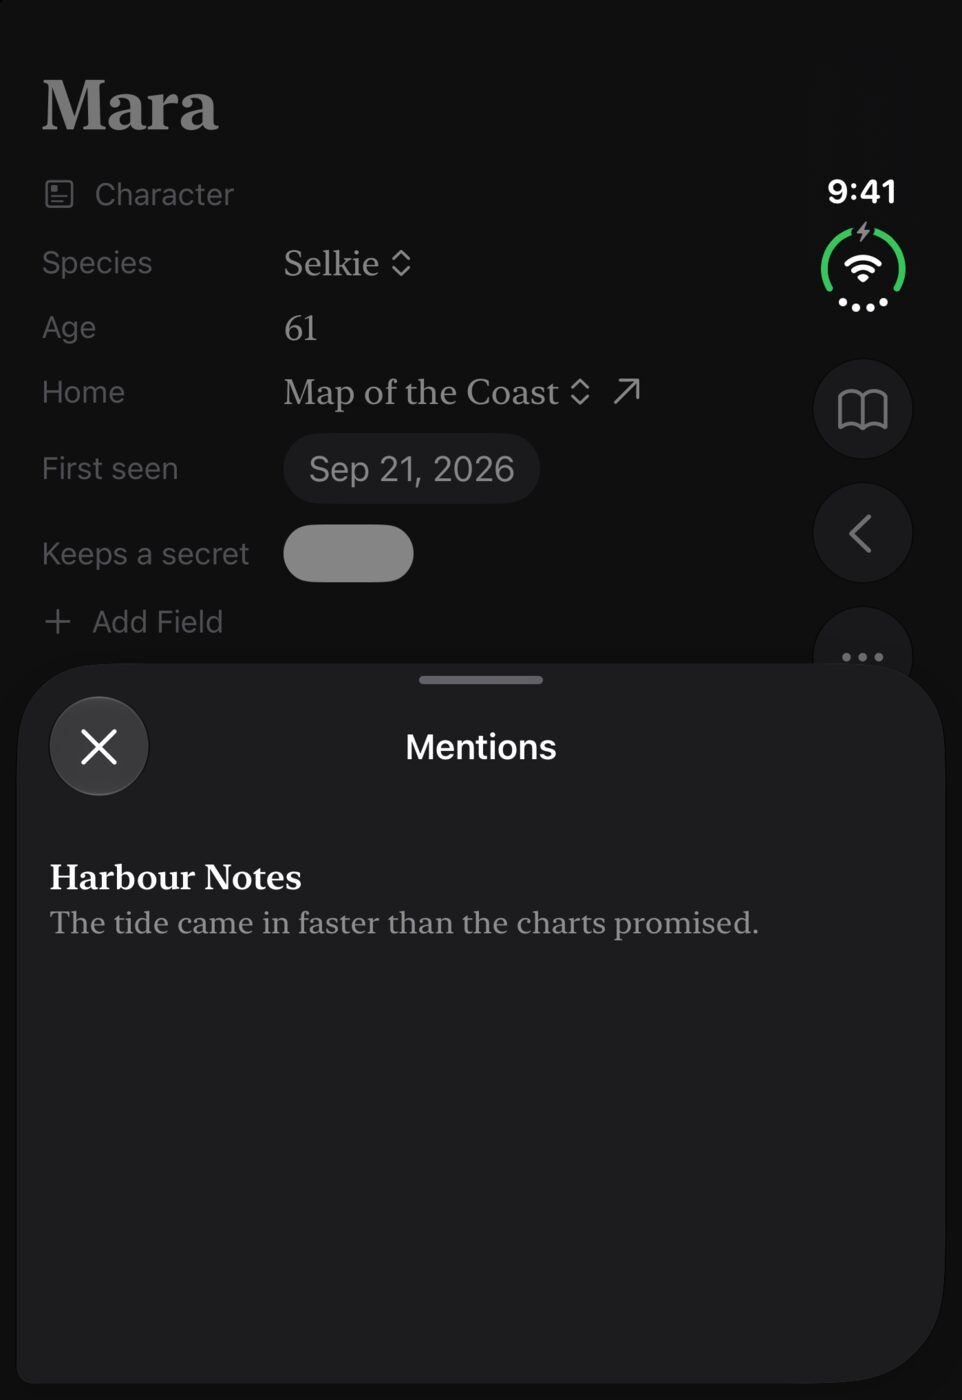 Mara
Character
9:41
Species Selkie
Age 61
Home Map of the Coast
First seen Sep 21, 2026
Keeps a secret
Add Field
Mentions
Harbour Notes
The tide came in faster than the charts promised.